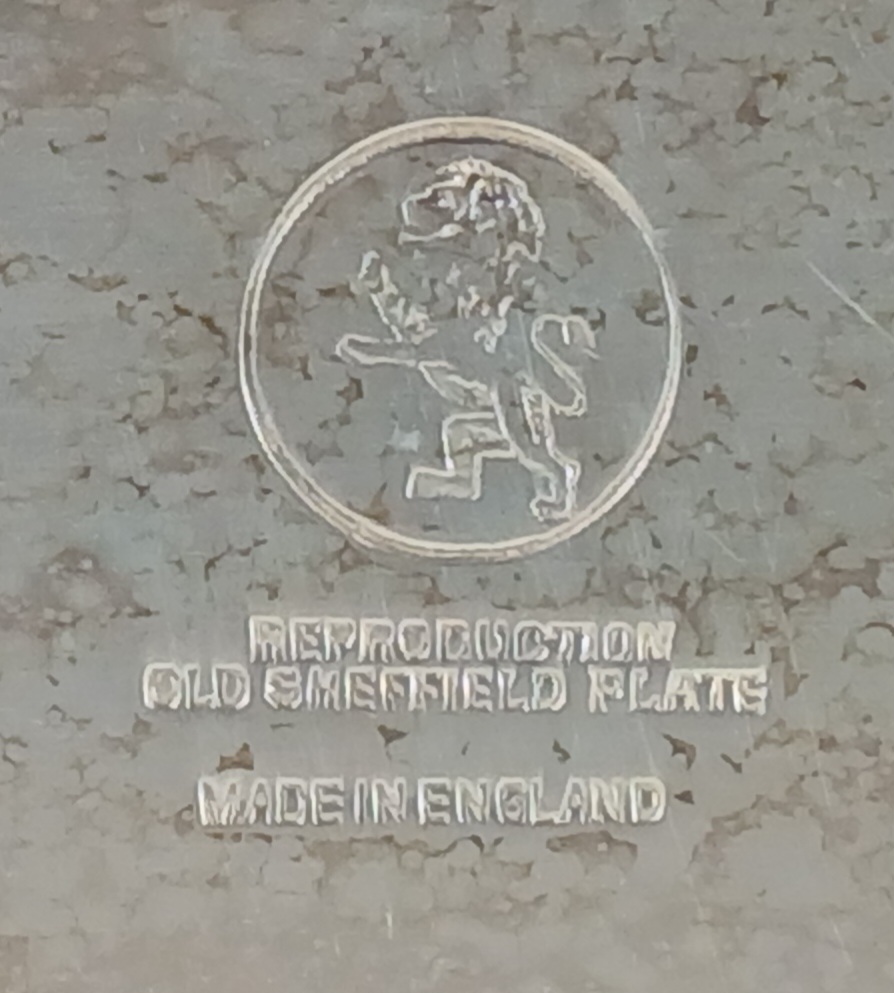 REPRODUCTION
OLD SHEFFIELD PLATE
MADE IN ENGLAND